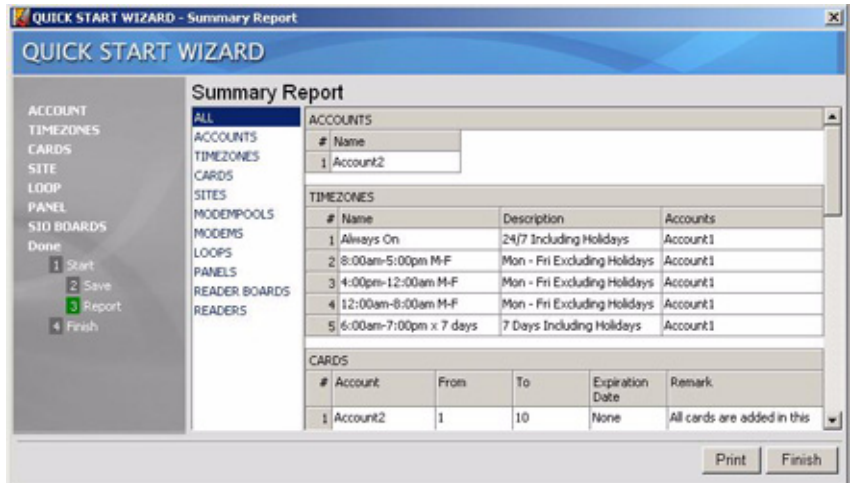 QUICK START WIZARD - Summary Report
QUICK START WIZARD
ACCOUNT
TIMEZONES
CARDS
SITE
LOOP
PANEL
SIO BOARDS
Done
1 Start
2 Save
3 Report
4 Finish
Summary Report
ALL
ACCOUNTS
TIMEZONES
CARDS
SITES
MODEMPOOLS
MODEMS
LOOPS
PANELS
READER BOARDS
READERS
ACCOUNTS
# Name
1 Account2
TIMEZONES
# Name Description Accounts
1 Always On 24/7 Including Holidays Account1
2 8:00am-5:00pm M-F Mon - Fri Excluding Holidays Account1
3 4:00pm-12:00am M-F Mon - Fri Excluding Holidays Account1
4 12:00am-8:00am M-F Mon - Fri Excluding Holidays Account1
5 6:00am-7:00pm x 7 days 7 Days Including Holidays Account1
CARDS
# Account From To Expiration Date Remark
1 Account2 1 10 None All cards are added in this
Print Finish